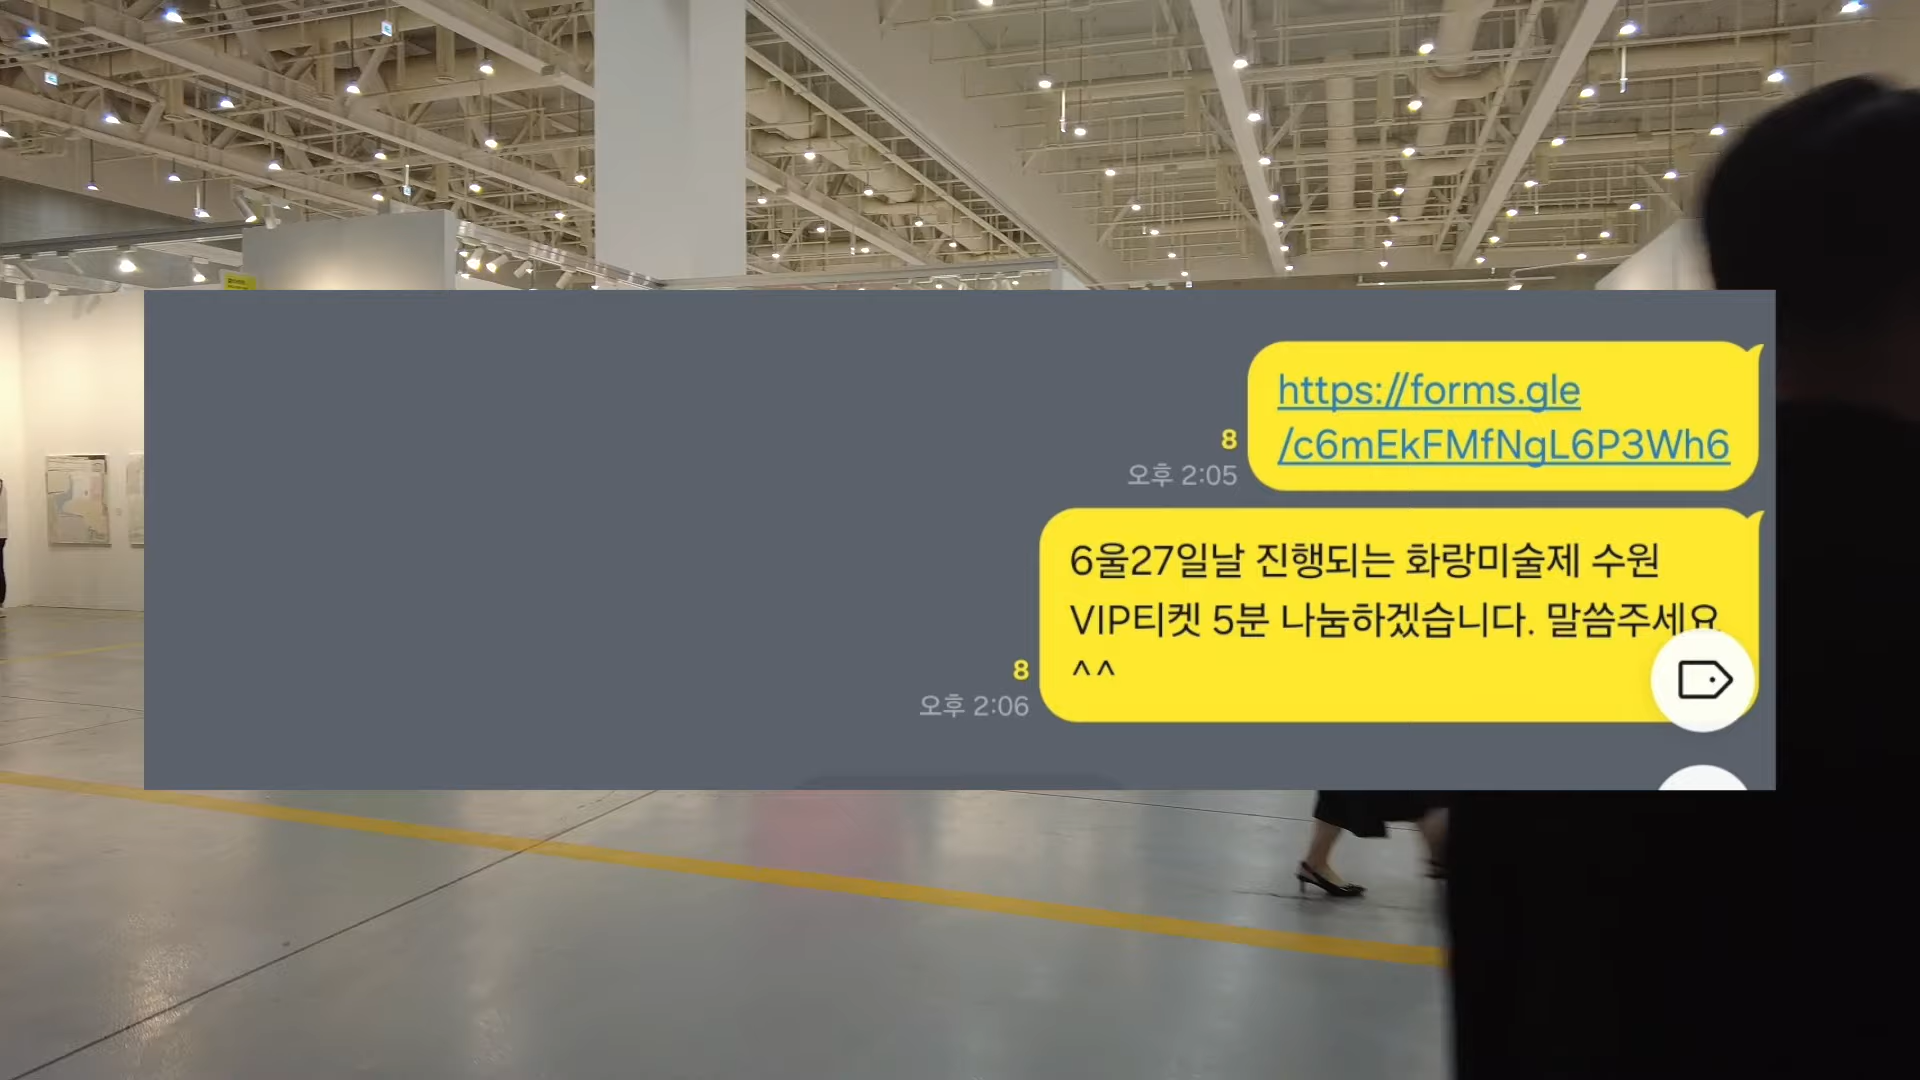 https://forms.gle
/c6mEkFMfNgL6P3Wh6
8
오후 2:05
6울27일날 진행되는 화랑미술제 수원
VIP티켓 5분 나눔하겠습니다. 말씀주세요
^^
8
오후 2:06